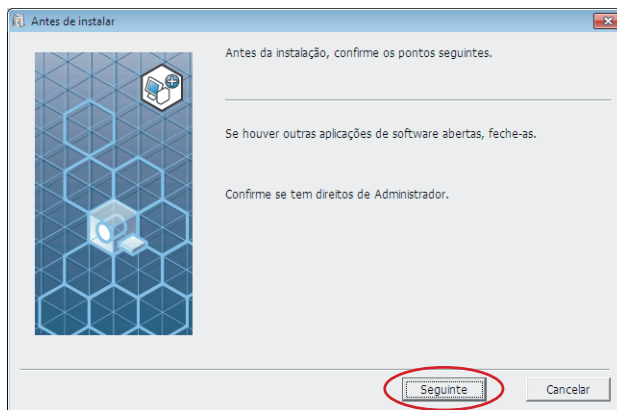 Antes de instalar
Antes da instalação, confirme os pontos seguintes.
Se houver outras aplicações de software abertas, feche-as.
Confirme se tem direitos de Administrador.
Seguinte
Cancelar